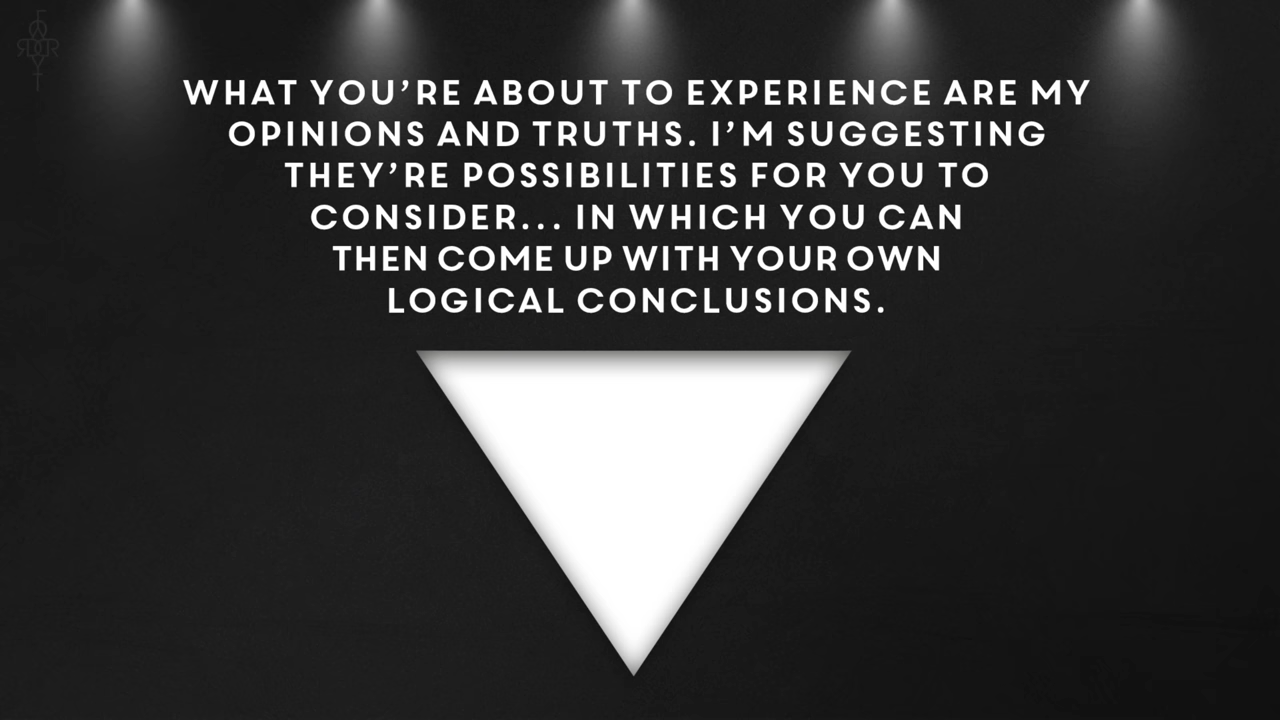 WHAT YOU’RE ABOUT TO EXPERIENCE ARE MY
OPINIONS AND TRUTHS. I’M SUGGESTING
THEY’RE POSSIBILITIES FOR YOU TO
CONSIDER... IN WHICH YOU CAN
THEN COME UP WITH YOUR OWN
LOGICAL CONCLUSIONS.